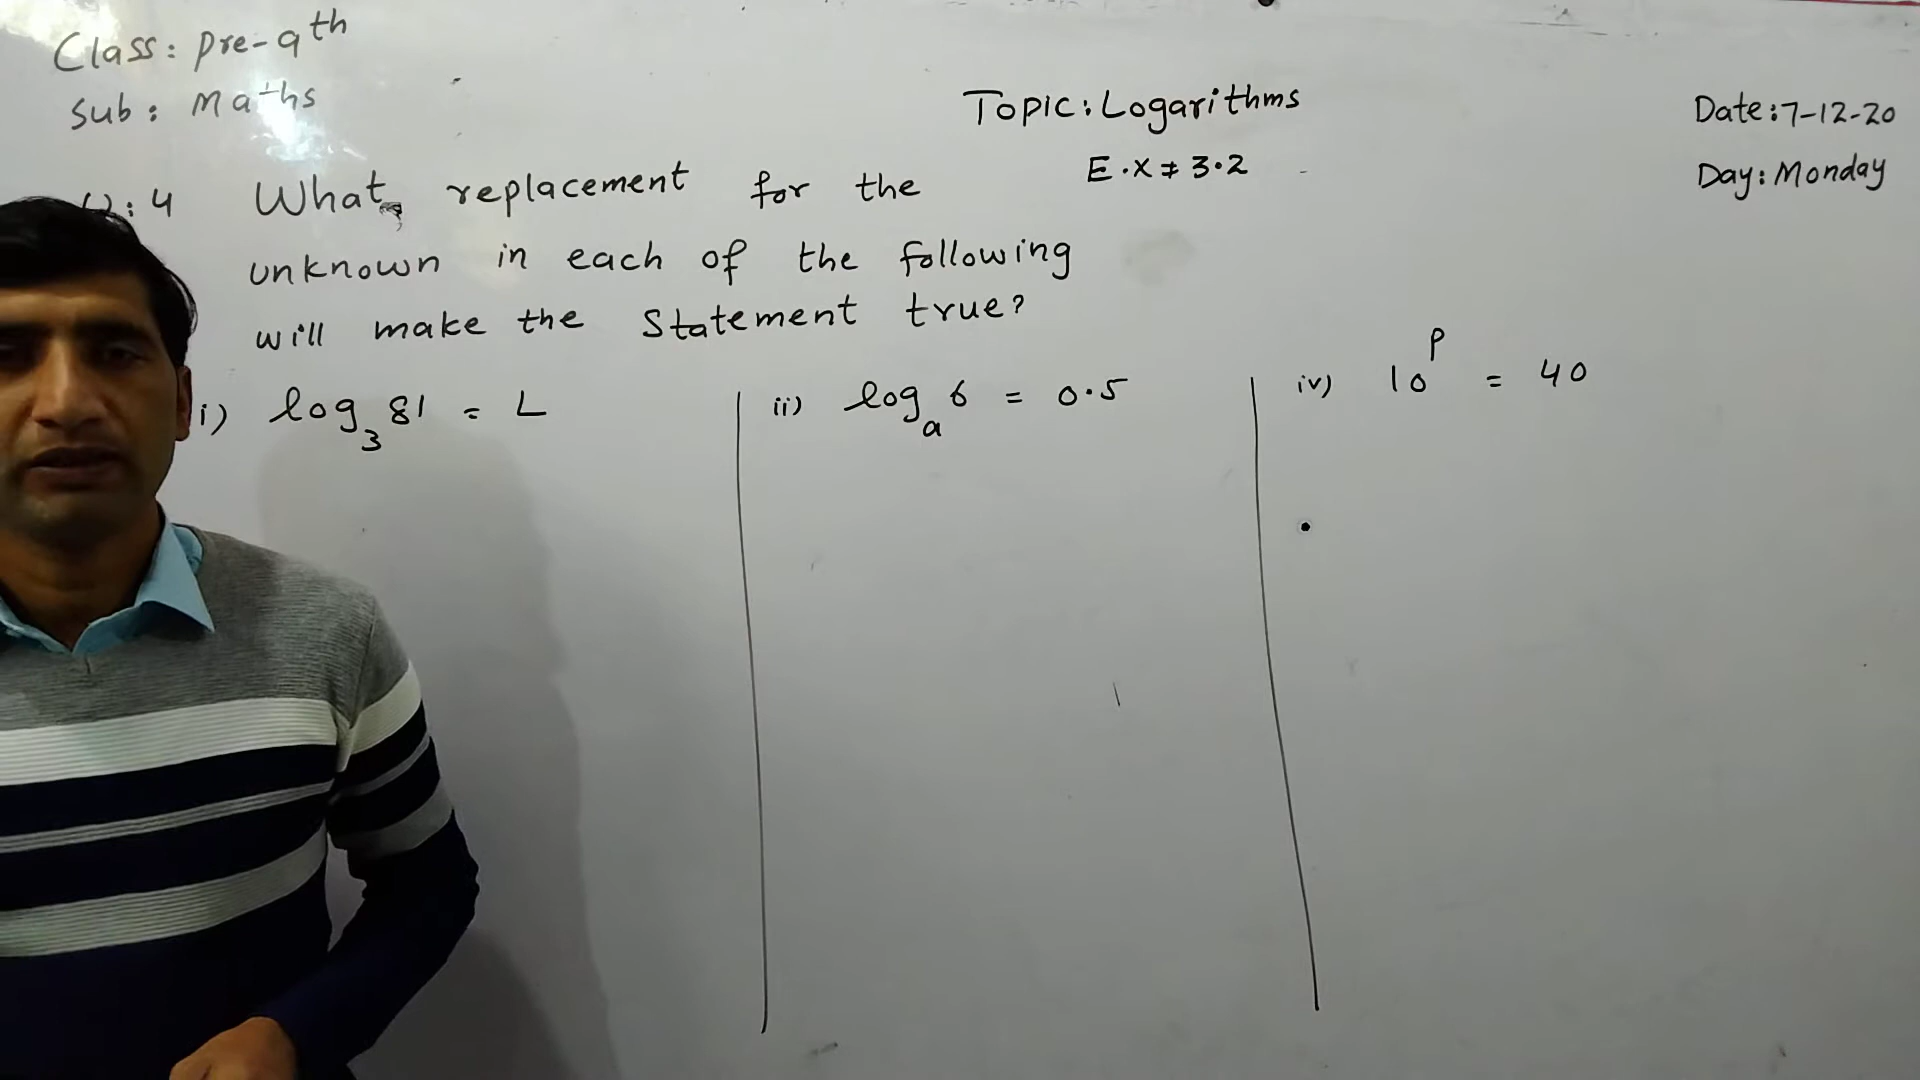 Class: Pre-9th
Sub: Maths
Topic: Logarithms
E.X # 3.2
Date: 7-12-20
Day: Monday
Q:4 What replacement for the
unknown in each of the following
will make the Statement true?
i) log₃ 81 = L
ii) logₐ 6 = 0.5
iv) 10ᵖ = 40